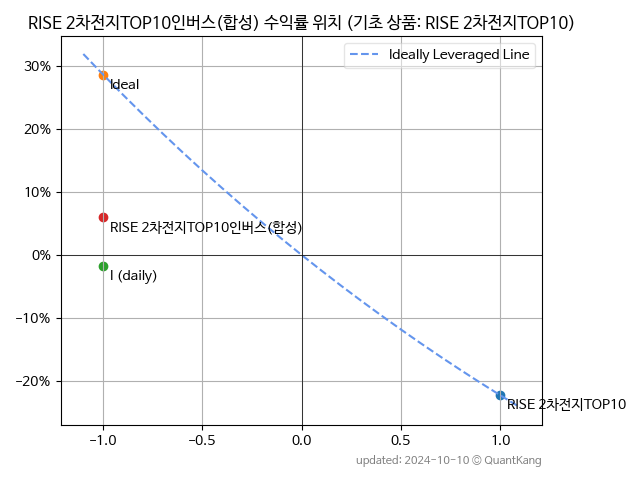 RISE 2차전지TOP10인버스(합성) 수익률 위치 (기초 상품: RISE 2차전지TOP10)
Ideally Leveraged Line
30%
Ideal
20%
10%
RISE 2차전지TOP10인버스(합성)
0%
I (daily)
−10%
−20%
RISE 2차전지TOP10
−1.0
−0.5
0.0
0.5
1.0
updated: 2024-10-10 © QuantKang